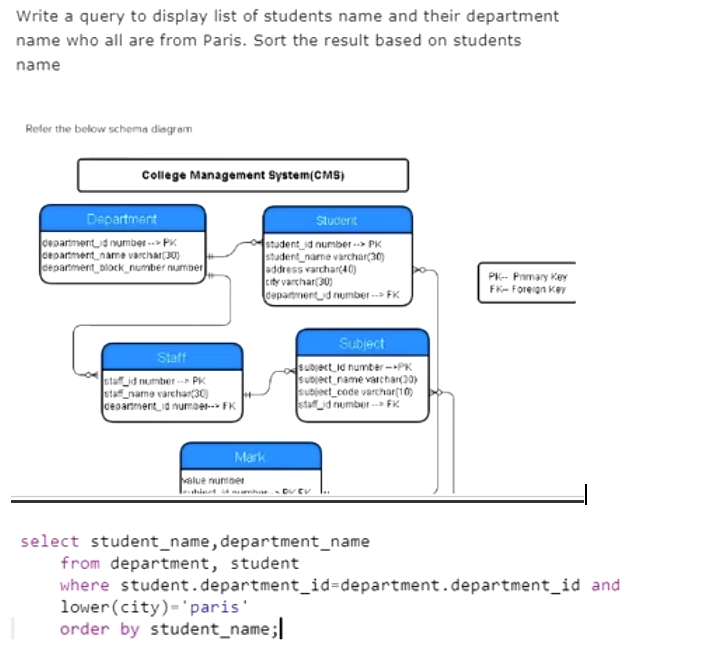 Write a query to display list of students name and their department
name who all are from Paris. Sort the result based on students
name
Refer the below schema diagram
College Management System(CMS)
Department
department_id number --> PK
department_name varchar(30)
department_block_number number
Student
student_id number --> PK
student_name varchar(30)
address varchar(40)
city varchar(30)
department_id number --> FK
PK-- Primary Key
FK-- Foreign Key
Staff
staff_id number --> PK
staff_name varchar(30)
department_id number--> FK
Subject
subject_id number -->PK
subject_name varchar(30)
subject_code varchar(10)
staff_id number --> FK
Mark
value number
select student_name,department_name
from department, student
where student.department_id=department.department_id and
lower(city)='paris'
order by student_name;